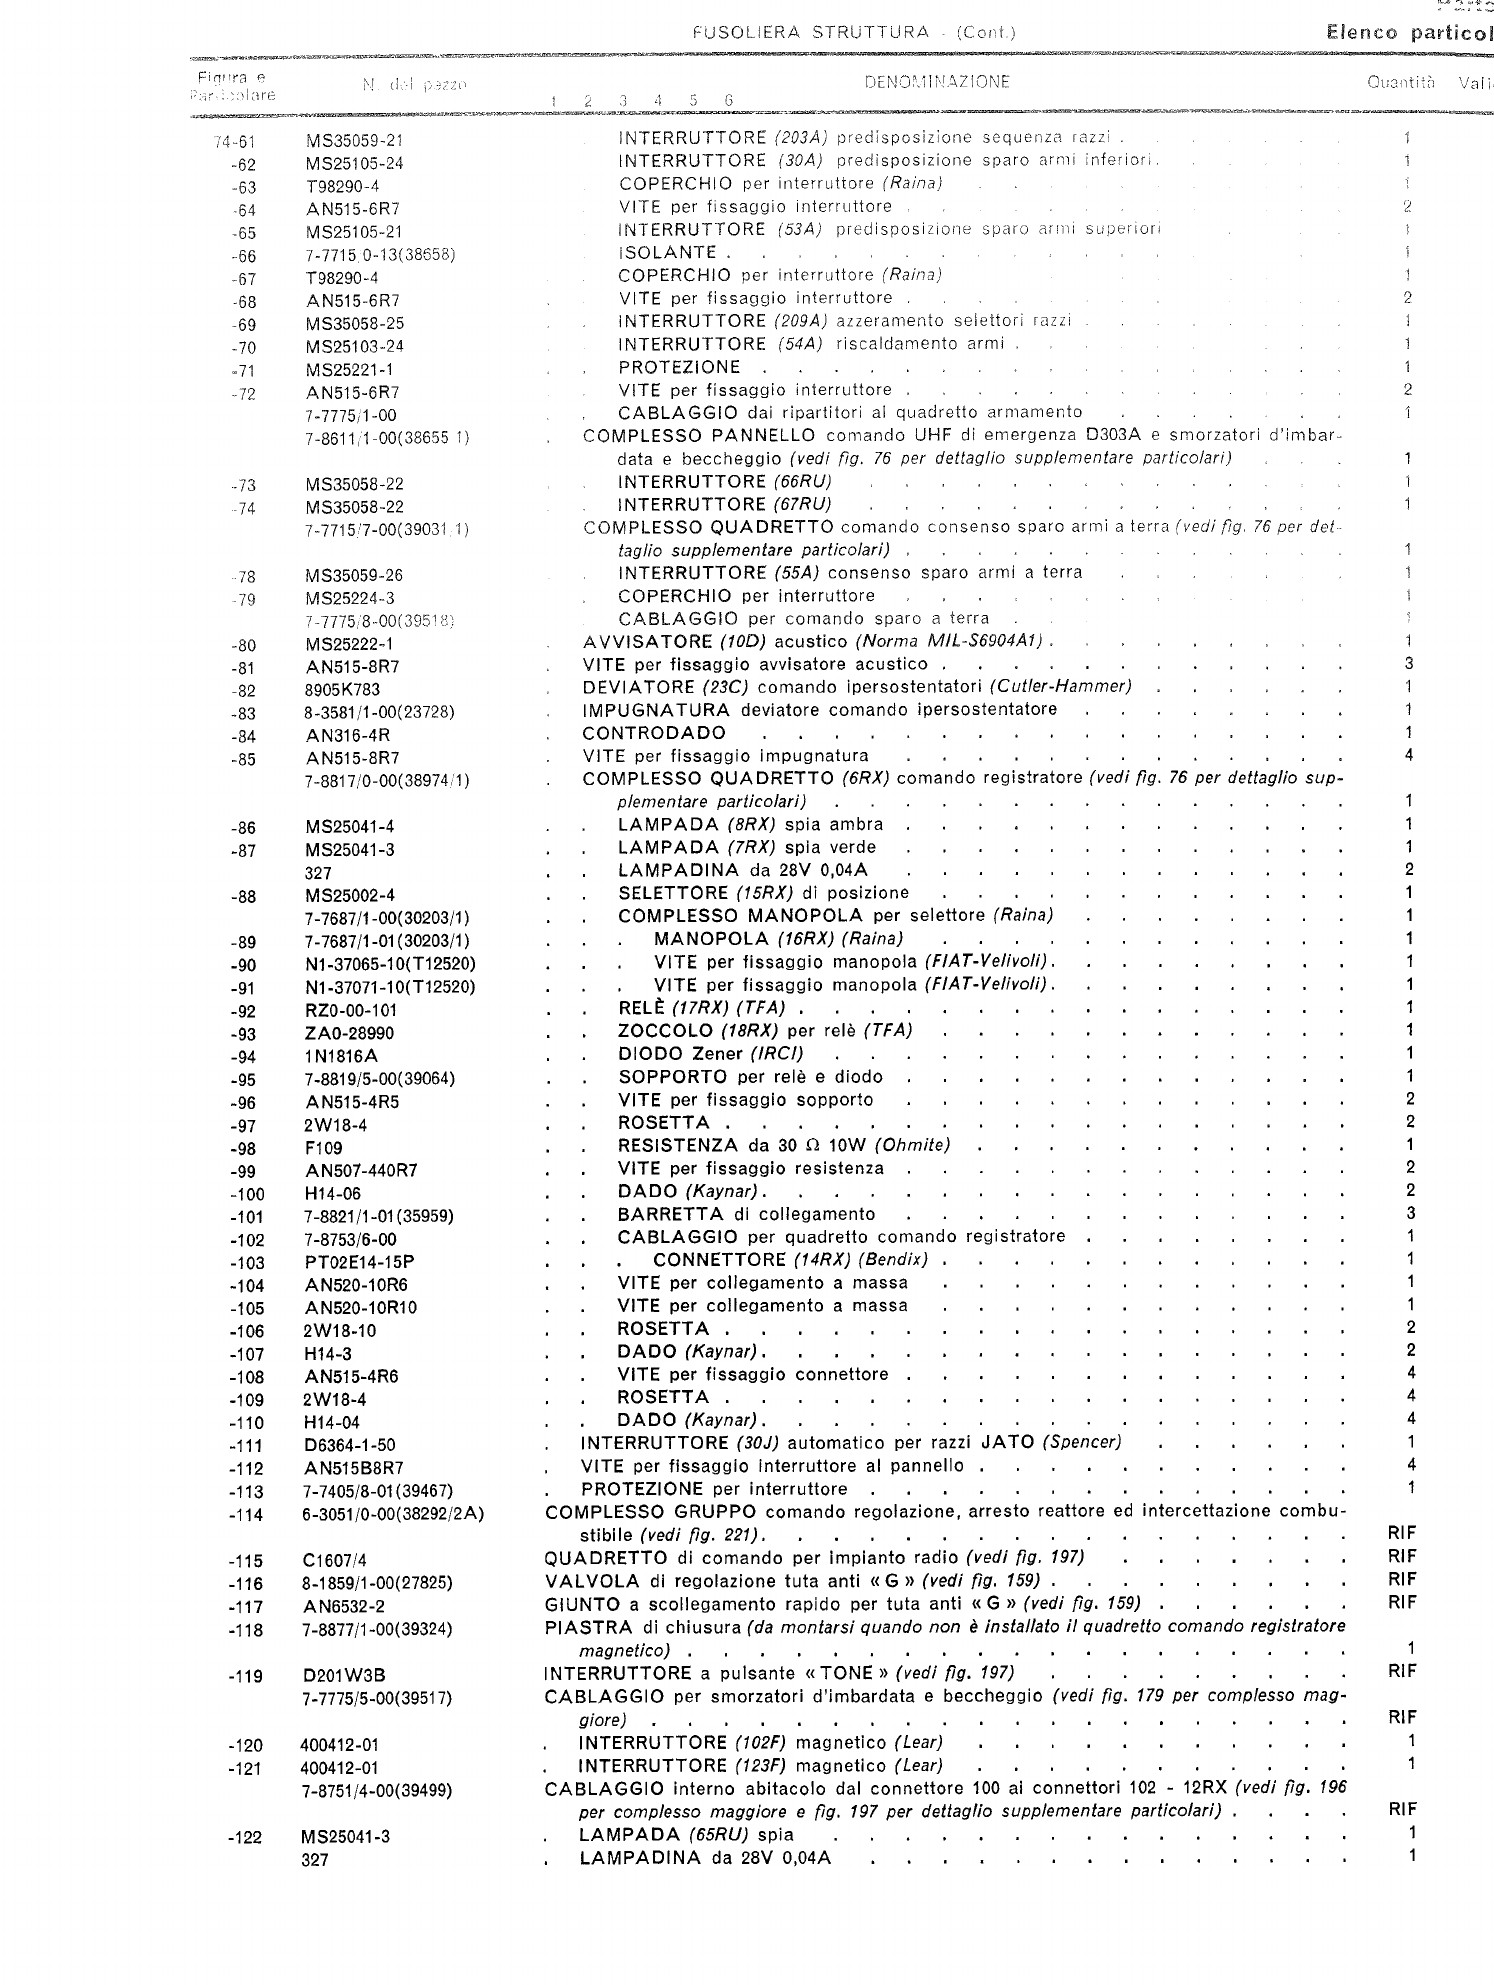 FUSOLIERA STRUTTURA - (Cont.)
Elenco particol
Figura e Particolare N. del pezzo DENOMINAZIONE Quantità Vali
1 2 3 4 5 6
74-61 MS35059-21 INTERRUTTORE (203A) predisposizione sequenza razzi 1
-62 MS25105-24 INTERRUTTORE (30A) predisposizione sparo armi inferiori 1
-63 T98290-4 COPERCHIO per interruttore (Raina) 1
-64 AN515-6R7 VITE per fissaggio interruttore 2
-65 MS25105-21 INTERRUTTORE (53A) predisposizione sparo armi superiori 1
-66 7-7715/0-13(38658) ISOLANTE 1
-67 T98290-4 COPERCHIO per interruttore (Raina) 1
-68 AN515-6R7 VITE per fissaggio interruttore 2
-69 MS35058-25 INTERRUTTORE (209A) azzeramento selettori razzi 1
-70 MS25103-24 INTERRUTTORE (54A) riscaldamento armi 1
-71 MS25221-1 PROTEZIONE 1
-72 AN515-6R7 VITE per fissaggio interruttore 2
7-7775/1-00 CABLAGGIO dai ripartitori al quadretto armamento 1
7-8611/1-00(38655/1) COMPLESSO PANNELLO comando UHF di emergenza D303A e smorzatori d'imbar-
data e beccheggio (vedi fig. 76 per dettaglio supplementare particolari) 1
-73 MS35058-22 INTERRUTTORE (66RU) 1
-74 MS35058-22 INTERRUTTORE (67RU) 1
7-7715/7-00(39031/1) COMPLESSO QUADRETTO comando consenso sparo armi a terra (vedi fig. 76 per det-
taglio supplementare particolari) 1
-78 MS35059-26 INTERRUTTORE (55A) consenso sparo armi a terra 1
-79 MS25224-3 COPERCHIO per interruttore 1
7-7775/8-00(39518) CABLAGGIO per comando sparo a terra 1
-80 MS25222-1 AVVISATORE (10D) acustico (Norma MIL-S6904A1) 1
-81 AN515-8R7 VITE per fissaggio avvisatore acustico 3
-82 8905K783 DEVIATORE (23C) comando ipersostentatori (Cutler-Hammer) 1
-83 8-3581/1-00(23728) IMPUGNATURA deviatore comando ipersostentatore 1
-84 AN316-4R CONTRODADO 1
-85 AN515-8R7 VITE per fissaggio impugnatura 4
7-8817/0-00(38974/1) COMPLESSO QUADRETTO (6RX) comando registratore (vedi fig. 76 per dettaglio sup-
plementare particolari) 1
-86 MS25041-4 LAMPADA (8RX) spia ambra 1
-87 MS25041-3 LAMPADA (7RX) spia verde 1
327 LAMPADINA da 28V 0,04A 2
-88 MS25002-4 SELETTORE (15RX) di posizione 1
7-7687/1-00(30203/1) COMPLESSO MANOPOLA per selettore (Raina) 1
-89 7-7687/1-01(30203/1) MANOPOLA (16RX) (Raina) 1
-90 N1-37065-10(T12520) VITE per fissaggio manopola (FIAT-Velivoli) 1
-91 N1-37071-10(T12520) VITE per fissaggio manopola (FIAT-Velivoli) 1
-92 RZ0-00-101 RELÈ (17RX) (TFA) 1
-93 ZA0-28990 ZOCCOLO (18RX) per relè (TFA) 1
-94 1N1816A DIODO Zener (IRCI) 1
-95 7-8819/5-00(39064) SOPPORTO per relè e diodo 1
-96 AN515-4R5 VITE per fissaggio sopporto 2
-97 2W18-4 ROSETTA 2
-98 F109 RESISTENZA da 30 Ω 10W (Ohmite) 1
-99 AN507-440R7 VITE per fissaggio resistenza 2
-100 H14-06 DADO (Kaynar) 2
-101 7-8821/1-01(35959) BARRETTA di collegamento 3
-102 7-8753/6-00 CABLAGGIO per quadretto comando registratore 1
-103 PT02E14-15P CONNETTORE (14RX) (Bendix) 1
-104 AN520-10R6 VITE per collegamento a massa 1
-105 AN520-10R10 VITE per collegamento a massa 1
-106 2W18-10 ROSETTA 2
-107 H14-3 DADO (Kaynar) 2
-108 AN515-4R6 VITE per fissaggio connettore 4
-109 2W18-4 ROSETTA 4
-110 H14-04 DADO (Kaynar) 4
-111 D6364-1-50 INTERRUTTORE (30J) automatico per razzi JATO (Spencer) 1
-112 AN515B8R7 VITE per fissaggio interruttore al pannello 4
-113 7-7405/8-01(39467) PROTEZIONE per interruttore 1
-114 6-3051/0-00(38292/2A) COMPLESSO GRUPPO comando regolazione, arresto reattore ed intercettazione combu-
stibile (vedi fig. 221) RIF
-115 C1607/4 QUADRETTO di comando per impianto radio (vedi fig. 197) RIF
-116 8-1859/1-00(27825) VALVOLA di regolazione tuta anti « G » (vedi fig. 159) RIF
-117 AN6532-2 GIUNTO a scollegamento rapido per tuta anti « G » (vedi fig. 159) RIF
-118 7-8877/1-00(39324) PIASTRA di chiusura (da montarsi quando non è installato il quadretto comando registratore
magnetico) 1
-119 D201W3B INTERRUTTORE a pulsante « TONE » (vedi fig. 197) RIF
7-7775/5-00(39517) CABLAGGIO per smorzatori d'imbardata e beccheggio (vedi fig. 179 per complesso mag-
giore) RIF
-120 400412-01 INTERRUTTORE (102F) magnetico (Lear) 1
-121 400412-01 INTERRUTTORE (123F) magnetico (Lear) 1
7-8751/4-00(39499) CABLAGGIO interno abitacolo dal connettore 100 ai connettori 102 - 12RX (vedi fig. 196
per complesso maggiore e fig. 197 per dettaglio supplementare particolari) RIF
-122 MS25041-3 LAMPADA (65RU) spia 1
327 LAMPADINA da 28V 0,04A 1